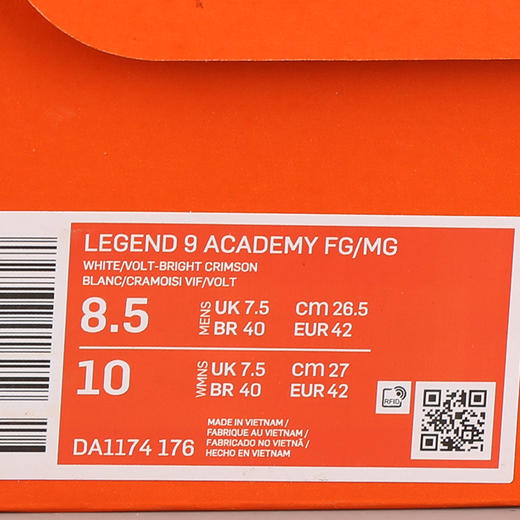 LEGEND 9 ACADEMY FG/MG
WHITE/VOLT-BRIGHT CRIMSON
BLANC/CRAMOISI VIF/VOLT
8.5 MENS UK 7.5 cm 26.5
BR 40 EUR 42
10 WMNS UK 7.5 cm 27
BR 40 EUR 42
RFID
DA1174 176
MADE IN VIETNAM /
FABRIQUE AU VIETNAM /
FABRICADO NO VIETNÃ /
HECHO EN VIETNAM